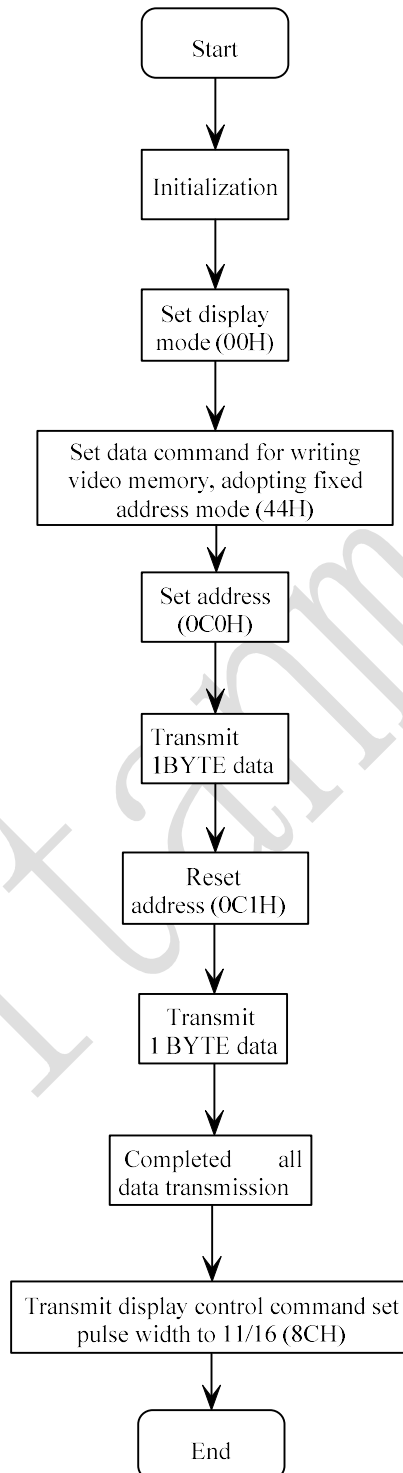 Start
Initialization
Set display
mode (00H)
Set data command for writing
video memory, adopting fixed
address mode (44H)
Set address
(0C0H)
Transmit
1BYTE data
Reset
address (0C1H)
Transmit
1 BYTE data
Completed all
data transmission
Transmit display control command set
pulse width to 11/16 (8CH)
End